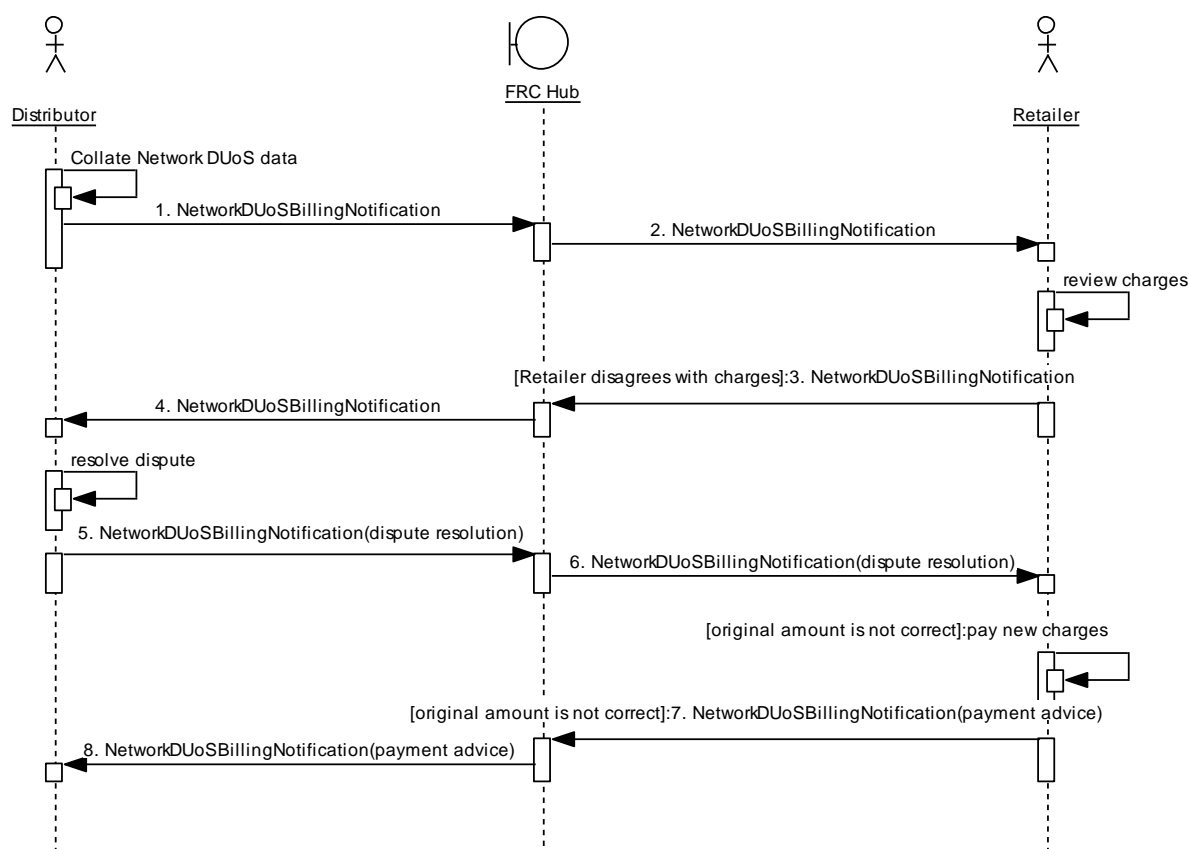 FRC Hub
Distributor
Retailer
Collate Network DUoS data
1. NetworkDUoSBillingNotification
2. NetworkDUoSBillingNotification
review charges
[Retailer disagrees with charges]:3. NetworkDUoSBillingNotification
4. NetworkDUoSBillingNotification
resolve dispute
5. NetworkDUoSBillingNotification(dispute resolution)
6. NetworkDUoSBillingNotification(dispute resolution)
[original amount is not correct]:pay new charges
[original amount is not correct]:7. NetworkDUoSBillingNotification(payment advice)
8. NetworkDUoSBillingNotification(payment advice)